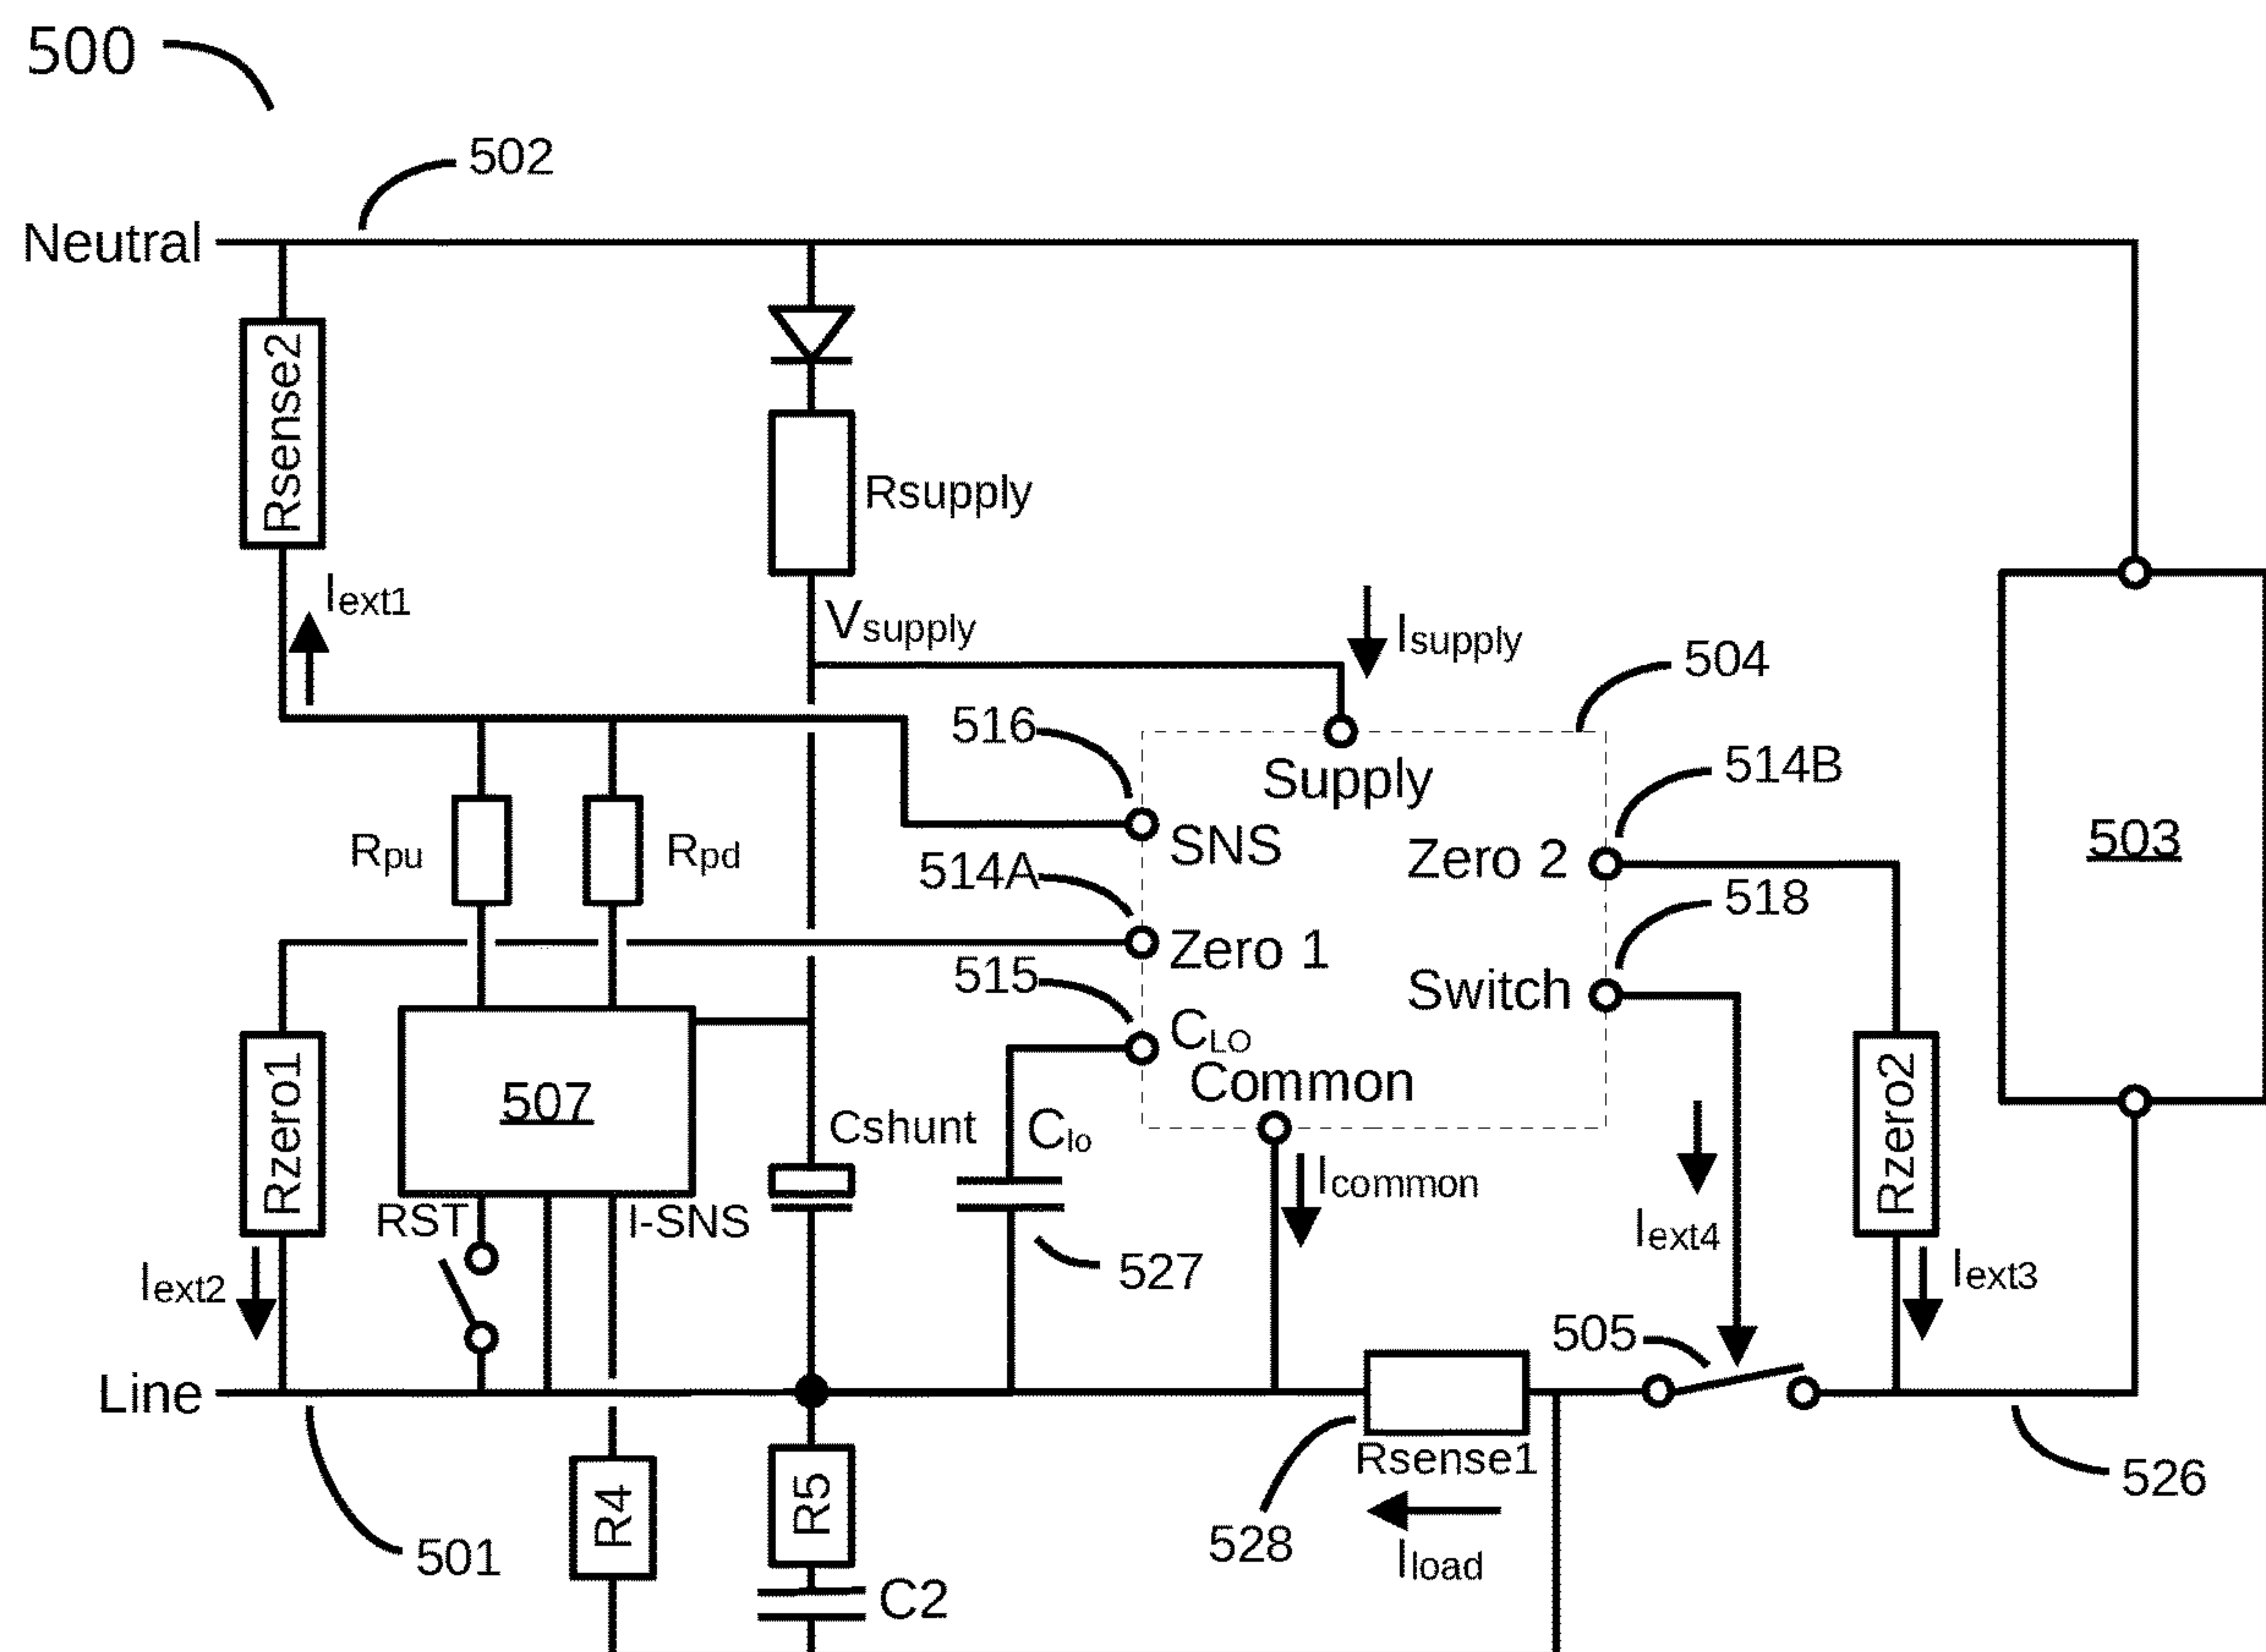 500
502
Neutral
Rsense2
Rsupply
Iext1
Vsupply
Isupply
504
516
Supply
514B
SNS
Rpu
Rpd
514A
Zero 2
503
518
Zero 1
515
Switch
CLO
Common
Rzero1
507
Cshunt
Clo
Rzero2
RST
I-SNS
Icommon
Iext4
Iext2
527
Iext3
505
Line
Rsense1
R4
R5
501
528
Iload
526
C2